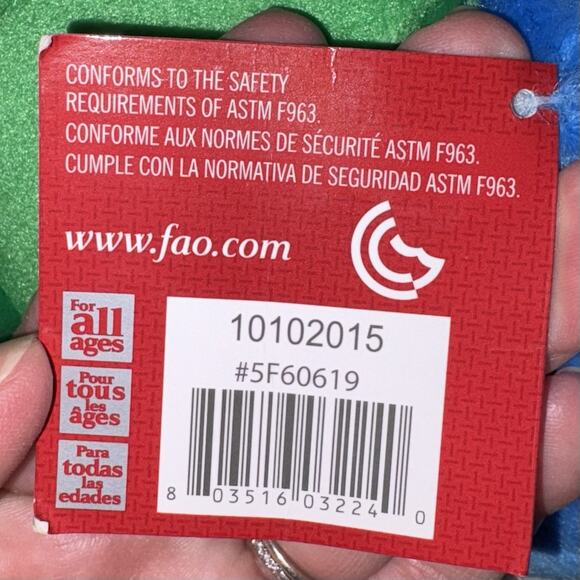 CONFORMS TO THE SAFETY
REQUIREMENTS OF ASTM F963.
CONFORME AUX NORMES DE SÉCURITÉ ASTM F963.
CUMPLE CON LA NORMATIVA DE SEGURIDAD ASTM F963.
www.fao.com
For
all
ages
Pour
tous
les
âges
Para
todas
las
edades
10102015
#5F60619
8 03516 03224 0